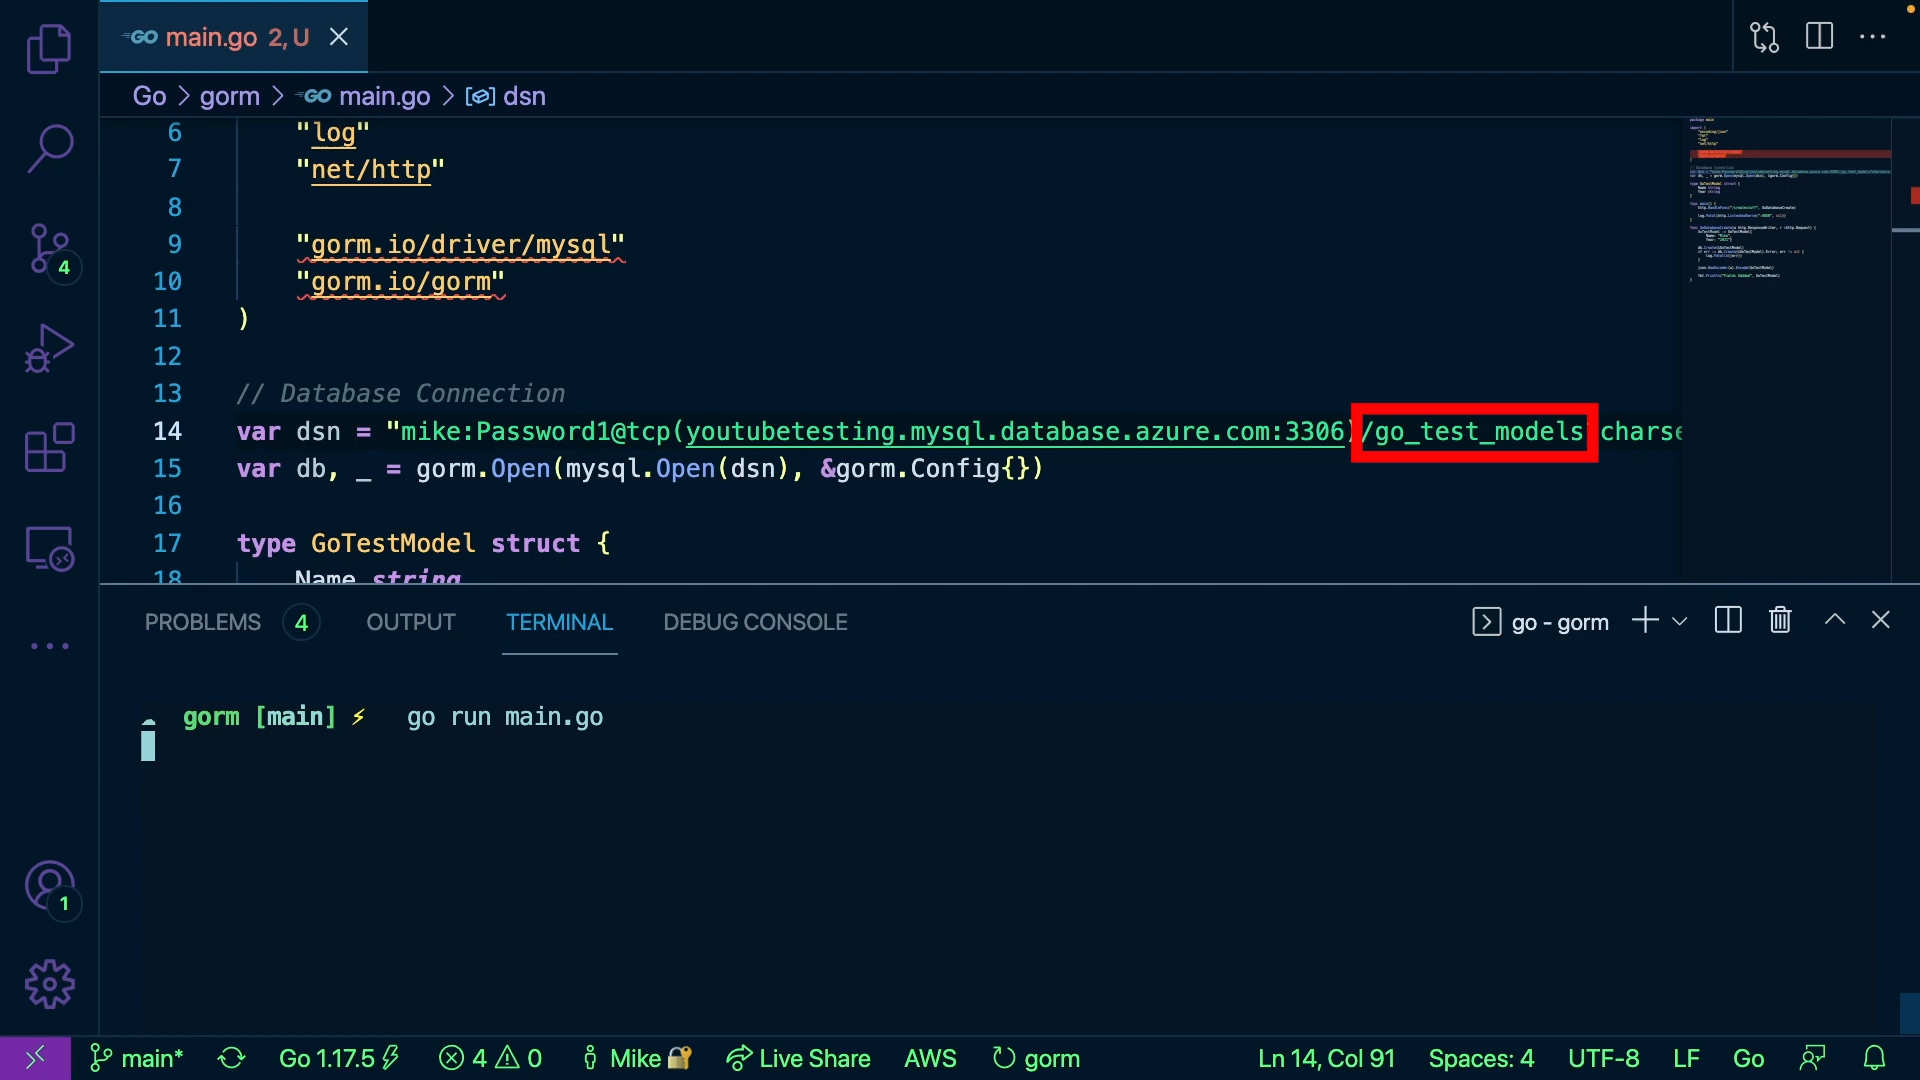 main.go 2, U
Go > gorm > main.go > dsn
6 "log"
7 "net/http"
8
9 "gorm.io/driver/mysql"
10 "gorm.io/gorm"
11 )
12
13 // Database Connection
14 var dsn = "mike:Password1@tcp(youtubetesting.mysql.database.azure.com:3306)/go_test_models?charse
15 var db, _ = gorm.Open(mysql.Open(dsn), &gorm.Config{})
16
17 type GoTestModel struct {
18 Name string
PROBLEMS 4 OUTPUT TERMINAL DEBUG CONSOLE go - gorm
gorm [main] ⚡ go run main.go
4
1
main* Go 1.17.5 4 0 Mike 🔐 Live Share AWS gorm Ln 14, Col 91 Spaces: 4 UTF-8 LF Go